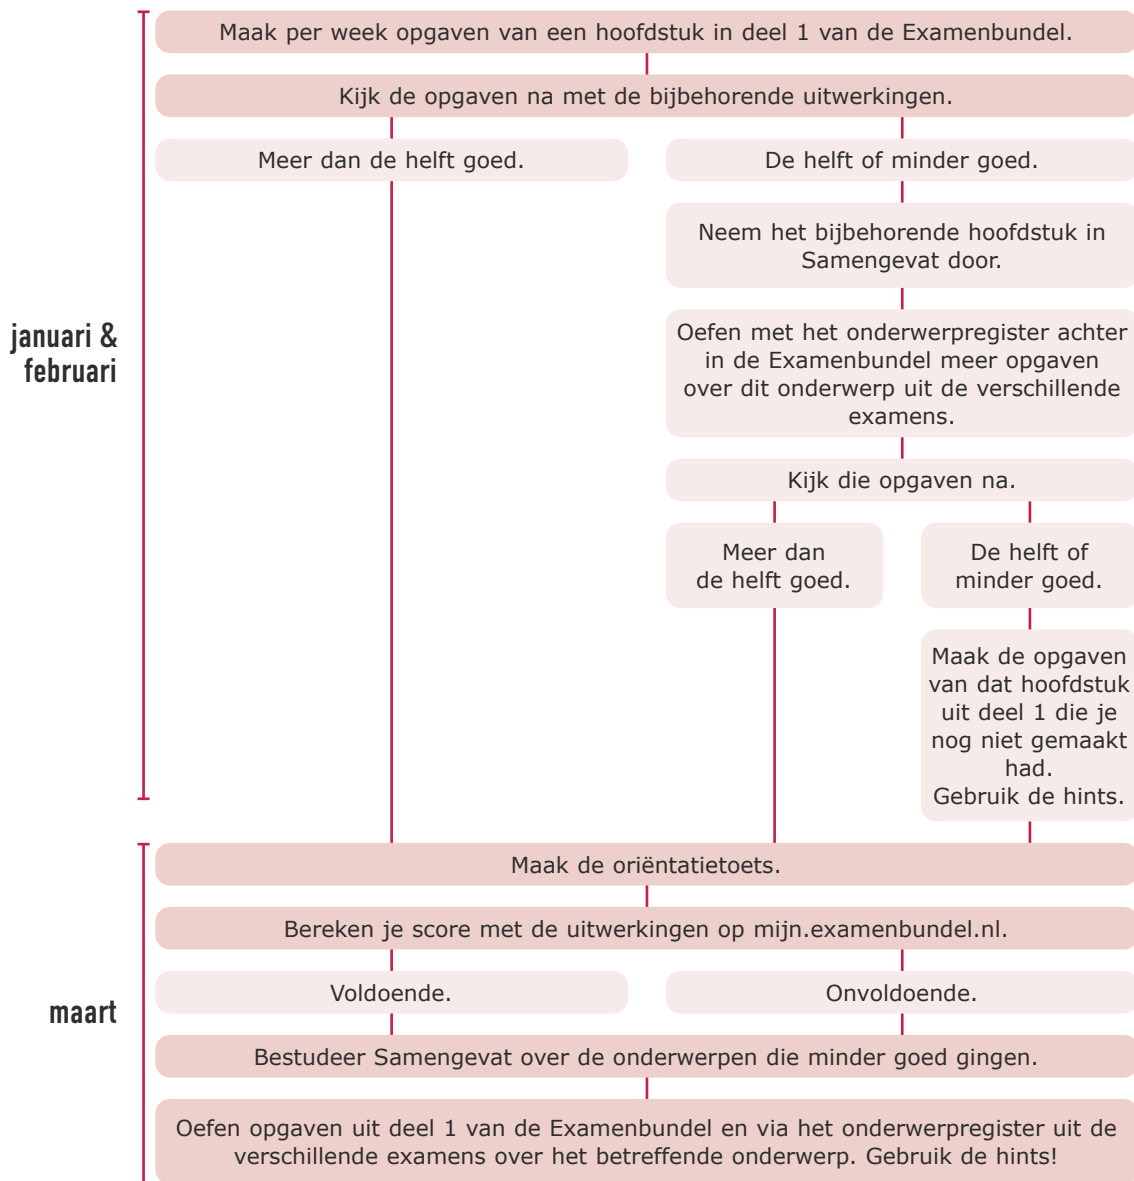 Maak per week opgaven van een hoofdstuk in deel 1 van de Examenbundel.
Kijk de opgaven na met de bijbehorende uitwerkingen.
Meer dan de helft goed.
De helft of minder goed.
Neem het bijbehorende hoofdstuk in
Samengevat door.
januari &
februari
Oefen met het onderwerpregister achter
in de Examenbundel meer opgaven
over dit onderwerp uit de verschillende
examens.
Kijk die opgaven na.
Meer dan
de helft goed.
De helft of
minder goed.
Maak de opgaven
van dat hoofdstuk
uit deel 1 die je
nog niet gemaakt
had.
Gebruik de hints.
Maak de oriëntatietoets.
Bereken je score met de uitwerkingen op mijn.examenbundel.nl.
maart
Voldoende.
Onvoldoende.
Bestudeer Samengevat over de onderwerpen die minder goed gingen.
Oefen opgaven uit deel 1 van de Examenbundel en via het onderwerpregister uit de
verschillende examens over het betreffende onderwerp. Gebruik de hints!